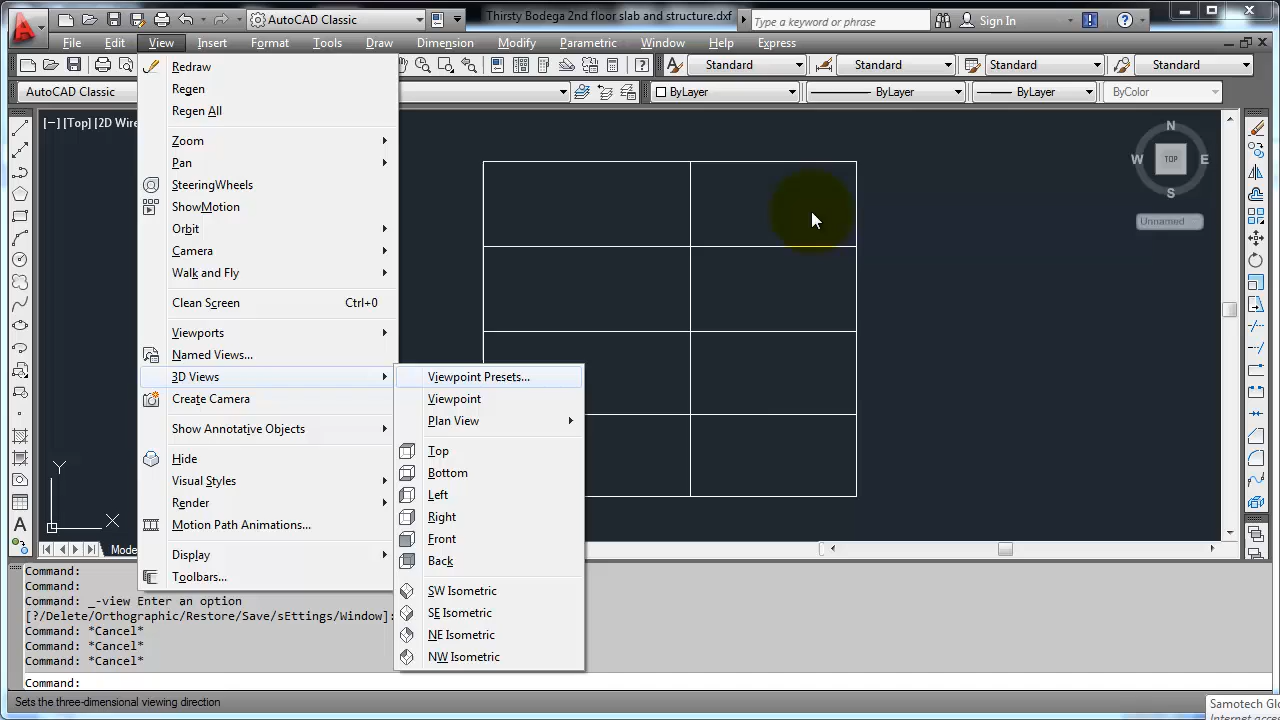 AutoCAD Classic
Thirsty Bodega 2nd floor slab and structure.dxf
Type a keyword or phrase
Sign In
File Edit View Insert Format Tools Draw Dimension Modify Parametric Window Help Express
Standard Standard Standard Standard
AutoCAD Classic
ByLayer ByLayer ByLayer ByColor
[−] [Top] [2D Wire
Redraw
Regen
Regen All
Zoom
Pan
SteeringWheels
ShowMotion
Orbit
Camera
Walk and Fly
Clean Screen Ctrl+0
Viewports
Named Views...
3D Views
Create Camera
Show Annotative Objects
Hide
Visual Styles
Render
Motion Path Animations...
Display
Toolbars...
Viewpoint Presets...
Viewpoint
Plan View
Top
Bottom
Left
Right
Front
Back
SW Isometric
SE Isometric
NE Isometric
NW Isometric
N
W TOP E
S
Unnamed
Y
X
Mode
Command:
Command:
Command: _-view Enter an option
[?/Delete/Orthographic/Restore/Save/sEttings/Window]:
Command: *Cancel*
Command: *Cancel*
Command: *Cancel*
Command:
Sets the three-dimensional viewing direction
Samotech Gl